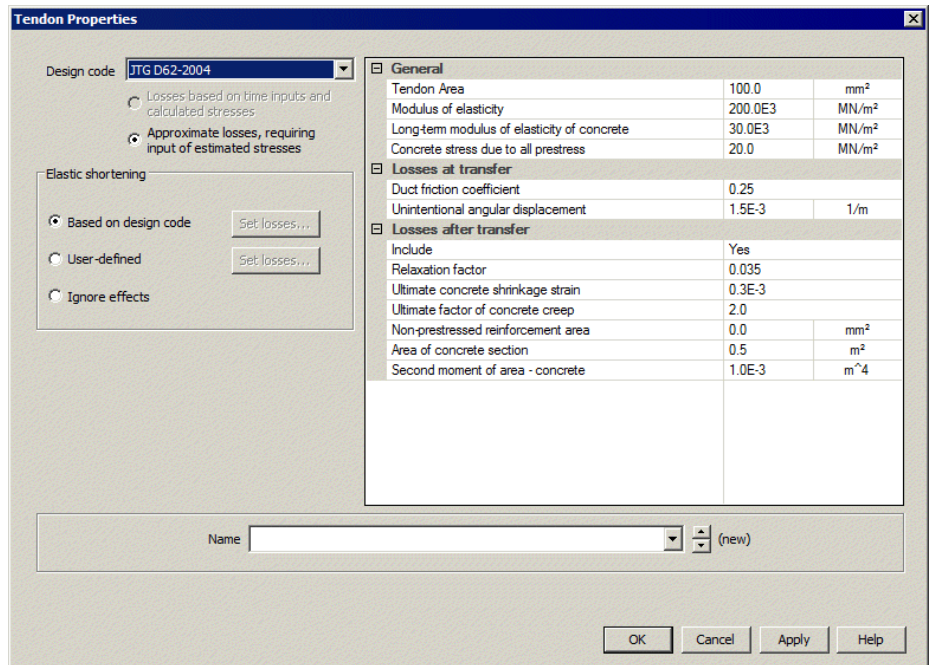 Tendon Properties
Design code JTG D62-2004
Losses based on time inputs and
calculated stresses
Approximate losses, requiring
input of estimated stresses
Elastic shortening
Based on design code Set losses...
User-defined Set losses...
Ignore effects
General
Tendon Area 100.0 mm²
Modulus of elasticity 200.0E3 MN/m²
Long-term modulus of elasticity of concrete 30.0E3 MN/m²
Concrete stress due to all prestress 20.0 MN/m²
Losses at transfer
Duct friction coefficient 0.25
Unintentional angular displacement 1.5E-3 1/m
Losses after transfer
Include Yes
Relaxation factor 0.035
Ultimate concrete shrinkage strain 0.3E-3
Ultimate factor of concrete creep 2.0
Non-prestressed reinforcement area 0.0 mm²
Area of concrete section 0.5 m²
Second moment of area - concrete 1.0E-3 m^4
Name (new)
OK Cancel Apply Help